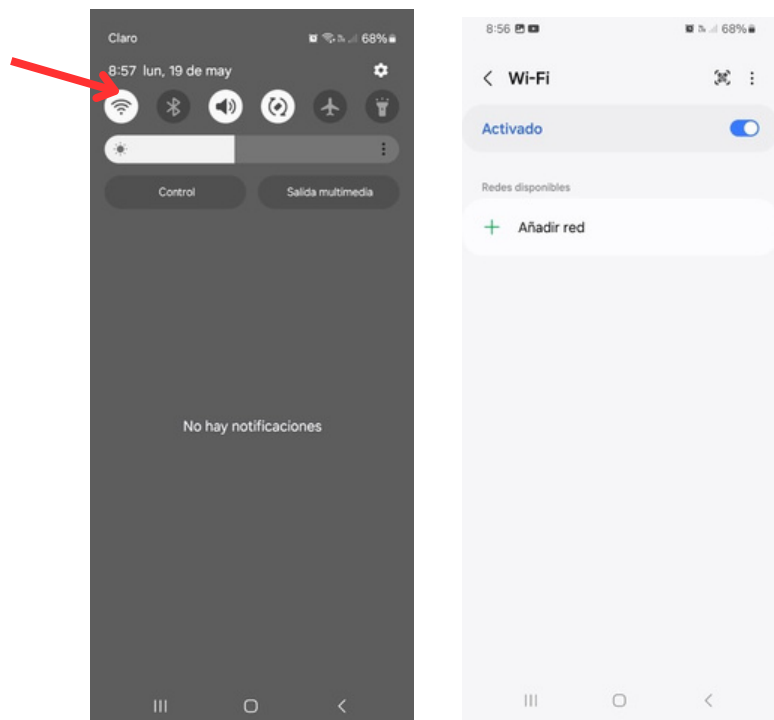 Claro 68%
8:57 lun, 19 de may
Control Salida multimedia
No hay notificaciones
8:56 68%
Wi-Fi
Activado
Redes disponibles
Añadir red